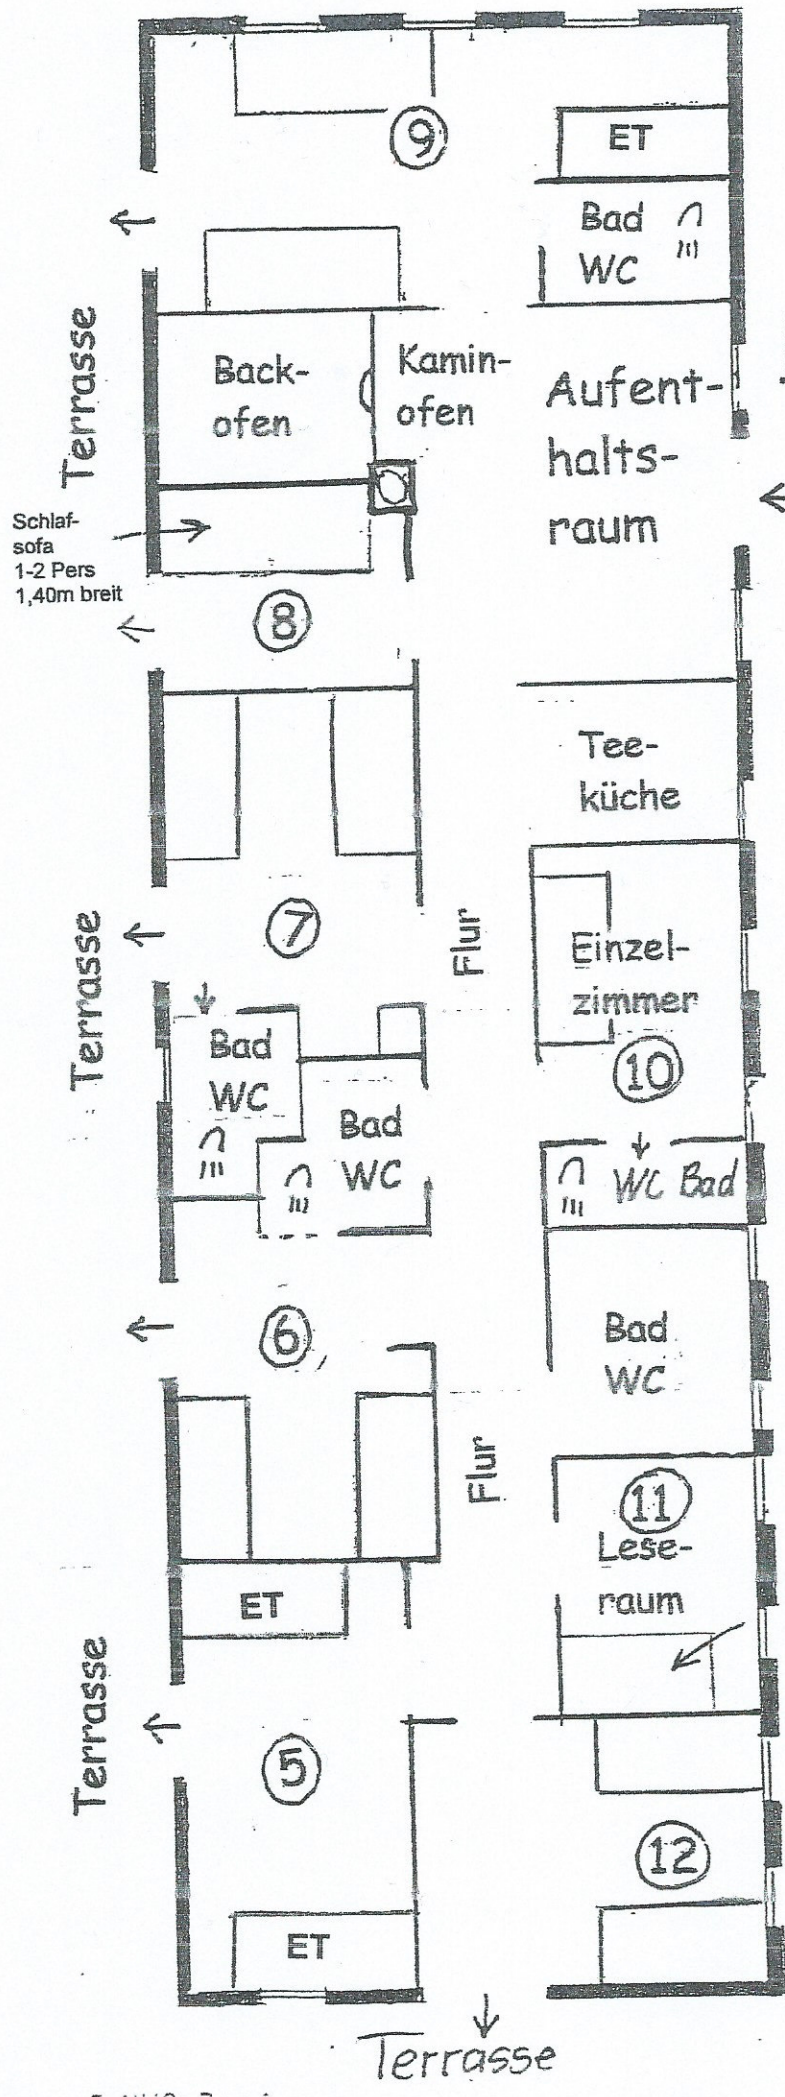 9
ET
Bad
WC
Terrasse
Back-
ofen
Kamin-
ofen
Aufent-
halts-
raum
Schlaf-
sofa
1-2 Pers
1,40m breit
8
Tee-
küche
7
Terrasse
Flur
Einzel-
zimmer
10
Bad
WC
Bad
WC
WC Bad
6
Bad
WC
Flur
11
Lese-
raum
ET
Terrasse
5
12
ET
Terrasse